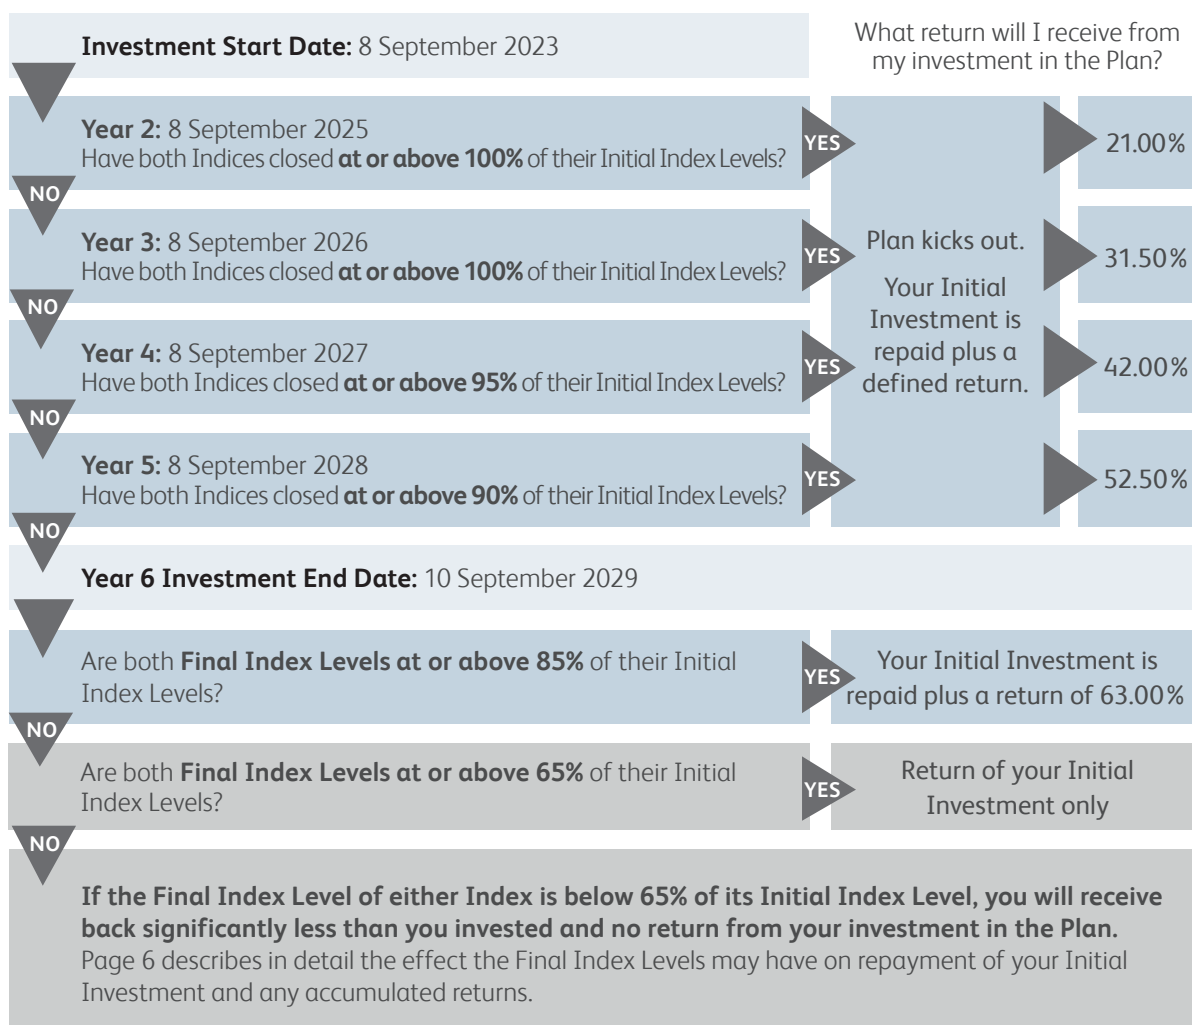 Investment Start Date: 8 September 2023
What return will I receive from
my investment in the Plan?
Year 2: 8 September 2025
Have both Indices closed at or above 100% of their Initial Index Levels?
YES
21.00%
NO
Year 3: 8 September 2026
Have both Indices closed at or above 100% of their Initial Index Levels?
YES
Plan kicks out.
Your Initial
Investment is
repaid plus a
defined return.
31.50%
NO
Year 4: 8 September 2027
Have both Indices closed at or above 95% of their Initial Index Levels?
YES
42.00%
NO
Year 5: 8 September 2028
Have both Indices closed at or above 90% of their Initial Index Levels?
YES
52.50%
NO
Year 6 Investment End Date: 10 September 2029
Are both Final Index Levels at or above 85% of their Initial
Index Levels?
YES
Your Initial Investment is
repaid plus a return of 63.00%
NO
Are both Final Index Levels at or above 65% of their Initial
Index Levels?
YES
Return of your Initial
Investment only
NO
If the Final Index Level of either Index is below 65% of its Initial Index Level, you will receive
back significantly less than you invested and no return from your investment in the Plan.
Page 6 describes in detail the effect the Final Index Levels may have on repayment of your Initial
Investment and any accumulated returns.